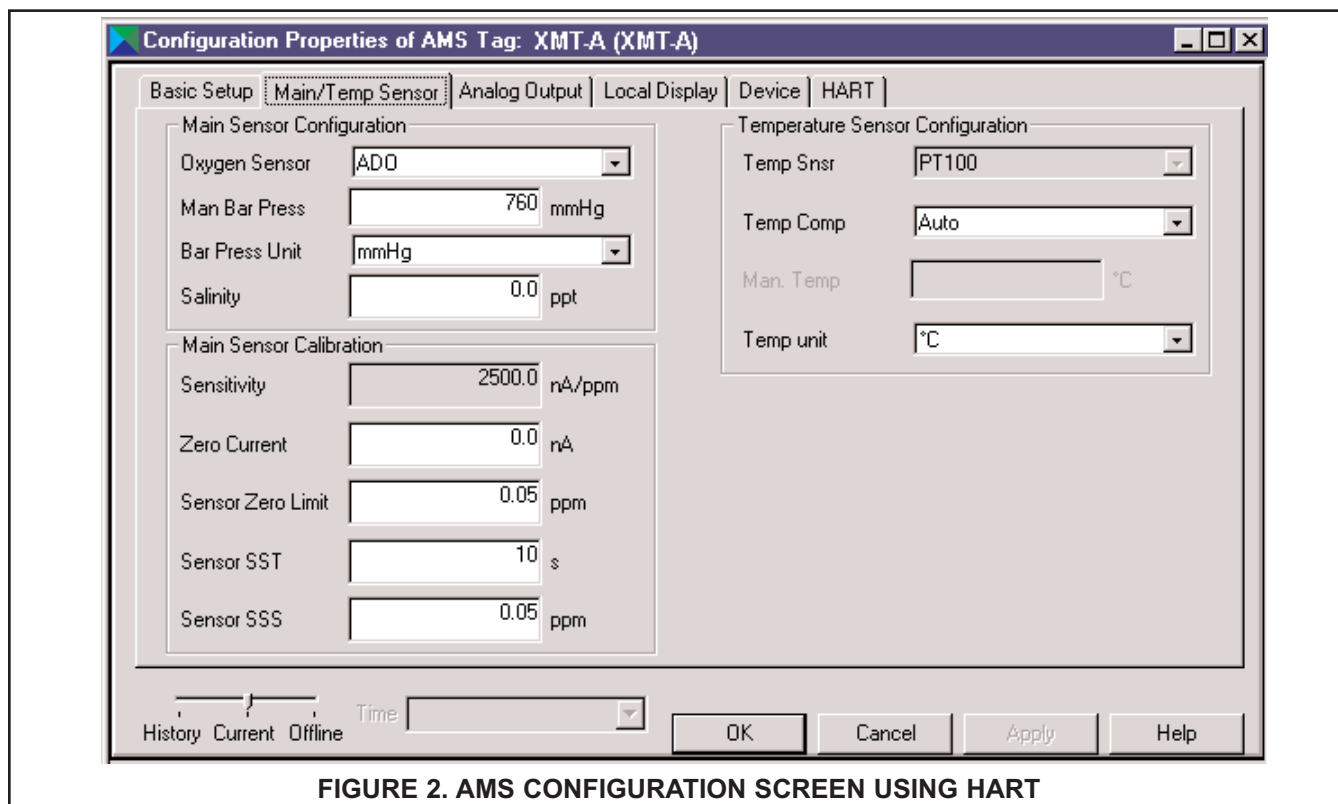 Configuration Properties of AMS Tag: XMT-A (XMT-A)
Basic Setup Main/Temp Sensor Analog Output Local Display Device HART
Main Sensor Configuration
Oxygen Sensor ADO
Man Bar Press 760 mmHg
Bar Press Unit mmHg
Salinity 0.0 ppt
Main Sensor Calibration
Sensitivity 2500.0 nA/ppm
Zero Current 0.0 nA
Sensor Zero Limit 0.05 ppm
Sensor SST 10 s
Sensor SSS 0.05 ppm
Temperature Sensor Configuration
Temp Snsr PT100
Temp Comp Auto
Man. Temp °C
Temp unit °C
History Current Offline
Time
OK Cancel Apply Help
FIGURE 2. AMS CONFIGURATION SCREEN USING HART